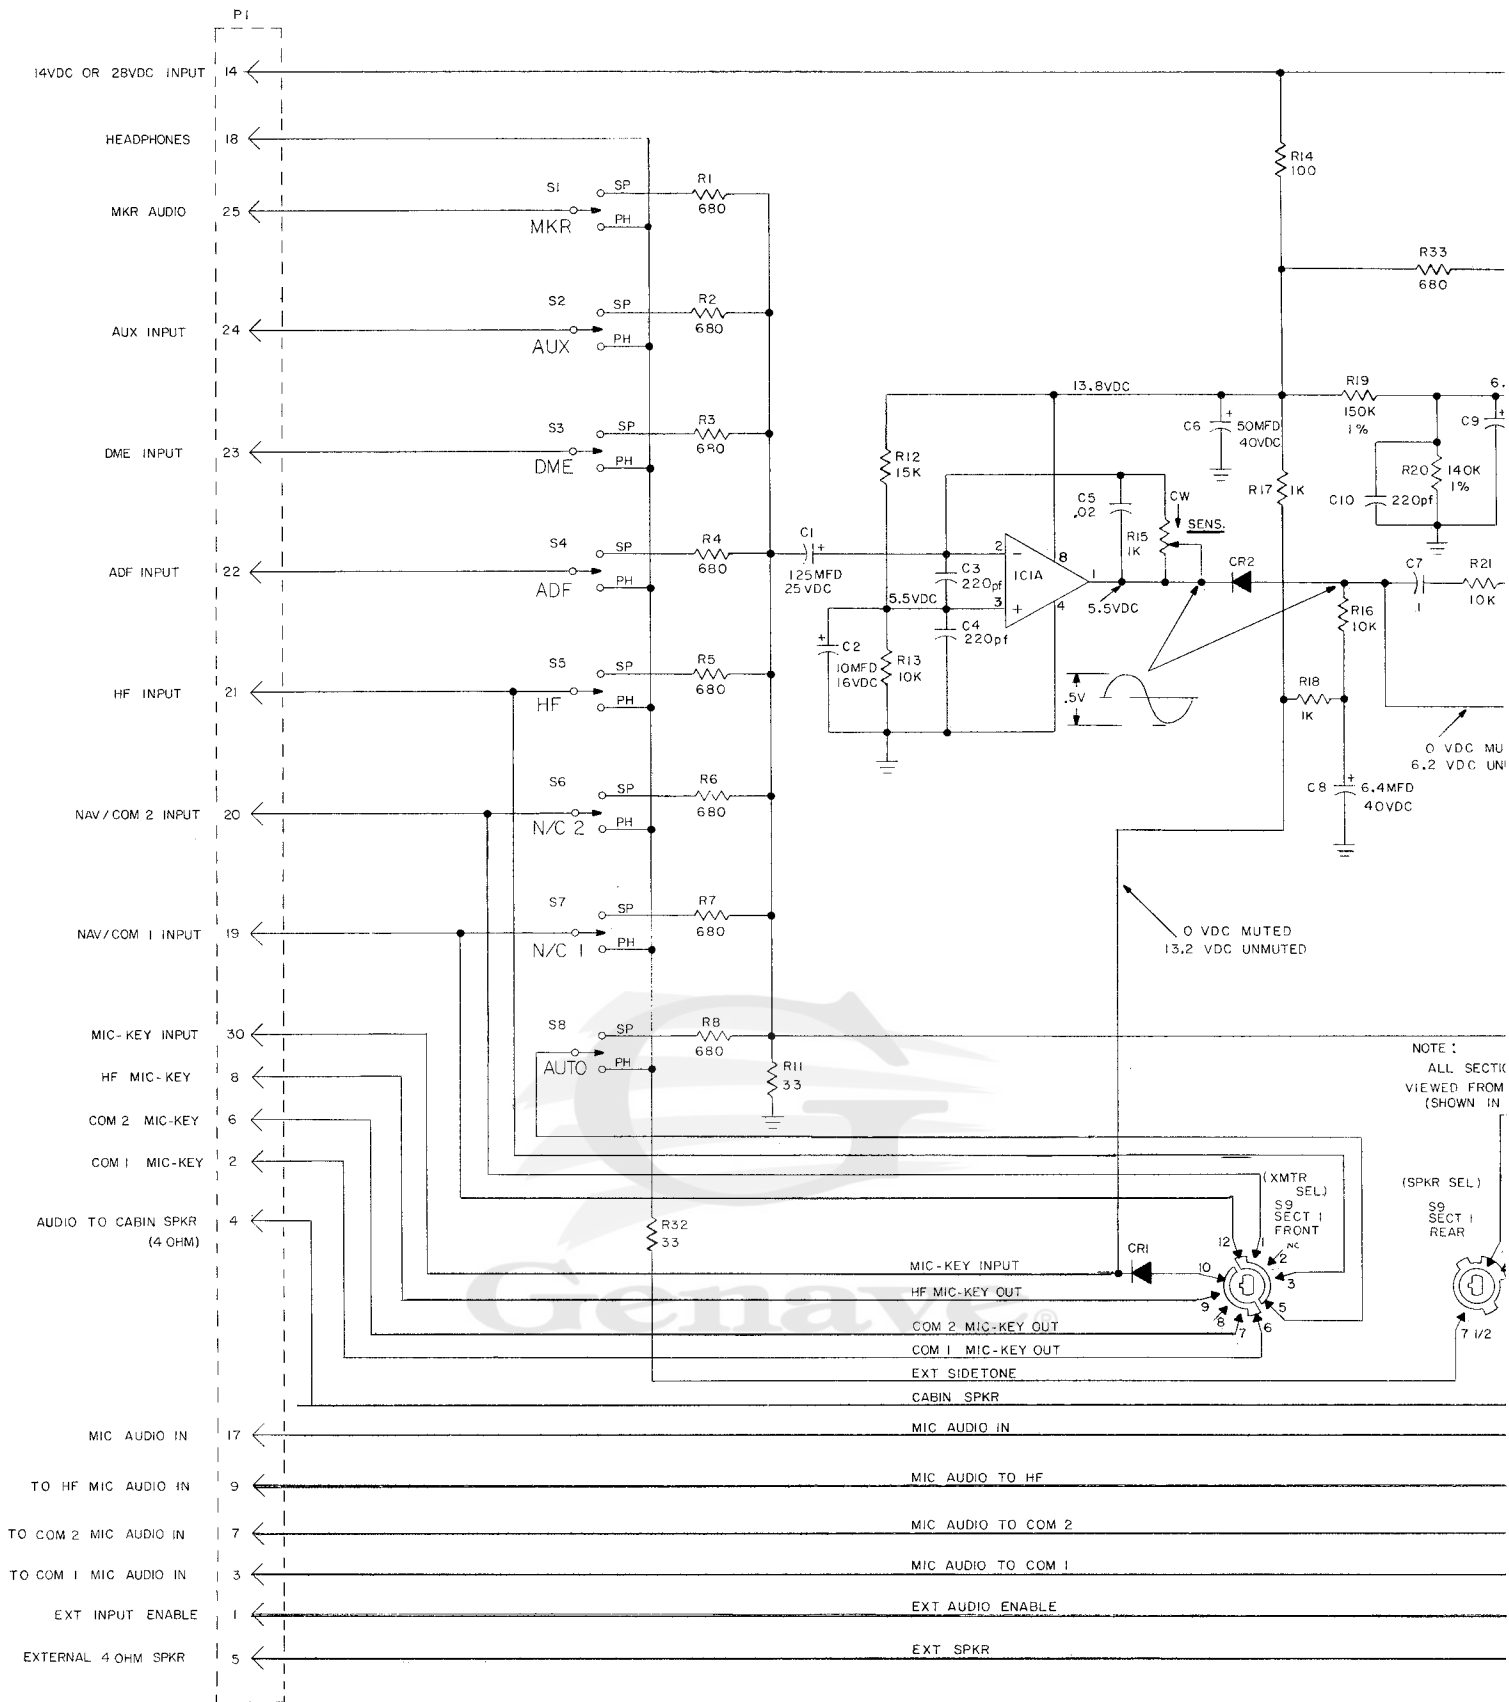 P1
14VDC OR 28VDC INPUT 14
HEADPHONES 18
MKR AUDIO 25
AUX INPUT 24
DME INPUT 23
ADF INPUT 22
HF INPUT 21
NAV/COM 2 INPUT 20
NAV/COM 1 INPUT 19
MIC-KEY INPUT 30
HF MIC-KEY 8
COM 2 MIC-KEY 6
COM 1 MIC-KEY 2
AUDIO TO CABIN SPKR 4
(4 OHM)
MIC AUDIO IN 17
TO HF MIC AUDIO IN 9
TO COM 2 MIC AUDIO IN 7
TO COM 1 MIC AUDIO IN 3
EXT INPUT ENABLE 1
EXTERNAL 4 OHM SPKR 5
S1 SP
MKR PH
R1
680
S2 SP
AUX PH
R2
680
S3 SP
DME PH
R3
680
S4 SP
ADF PH
R4
680
S5 SP
HF PH
R5
680
S6 SP
N/C 2 PH
R6
680
S7 SP
N/C 1 PH
R7
680
S8 SP
AUTO PH
R8
680
R11
33
R32
33
C1 +
125MFD
25VDC
+ C2
10MFD
16VDC
R12
15K
5.5VDC
R13
10K
C3
220pf
C4
220pf
13.8VDC
2 −
3 +
IC1A
8
4
1
C5
.02
R15
1K
CW
SENS.
5.5VDC
.5V
CR2
C6 + 50MFD
40VDC
R14
100
R33
680
R19
150K
1%
R17 1K
R20 140K
1%
C10 220pf
6.
C9 +
C7
.1
R21
10K
R16
10K
R18
1K
C8 + 6.4MFD
40VDC
0 VDC MU
6.2 VDC UN
0 VDC MUTED
13.2 VDC UNMUTED
NOTE:
ALL SECTIO
VIEWED FROM
(SHOWN IN
(XMTR
SEL)
S9
SECT 1
FRONT
NC
12
1
2
3
5
6
7
8
9
10
CR1
(SPKR SEL)
S9
SECT 1
REAR
7 1/2
MIC-KEY INPUT
HF MIC-KEY OUT
COM 2 MIC-KEY OUT
COM 1 MIC-KEY OUT
EXT SIDETONE
CABIN SPKR
MIC AUDIO IN
MIC AUDIO TO HF
MIC AUDIO TO COM 2
MIC AUDIO TO COM 1
EXT AUDIO ENABLE
EXT SPKR
G
Genave®